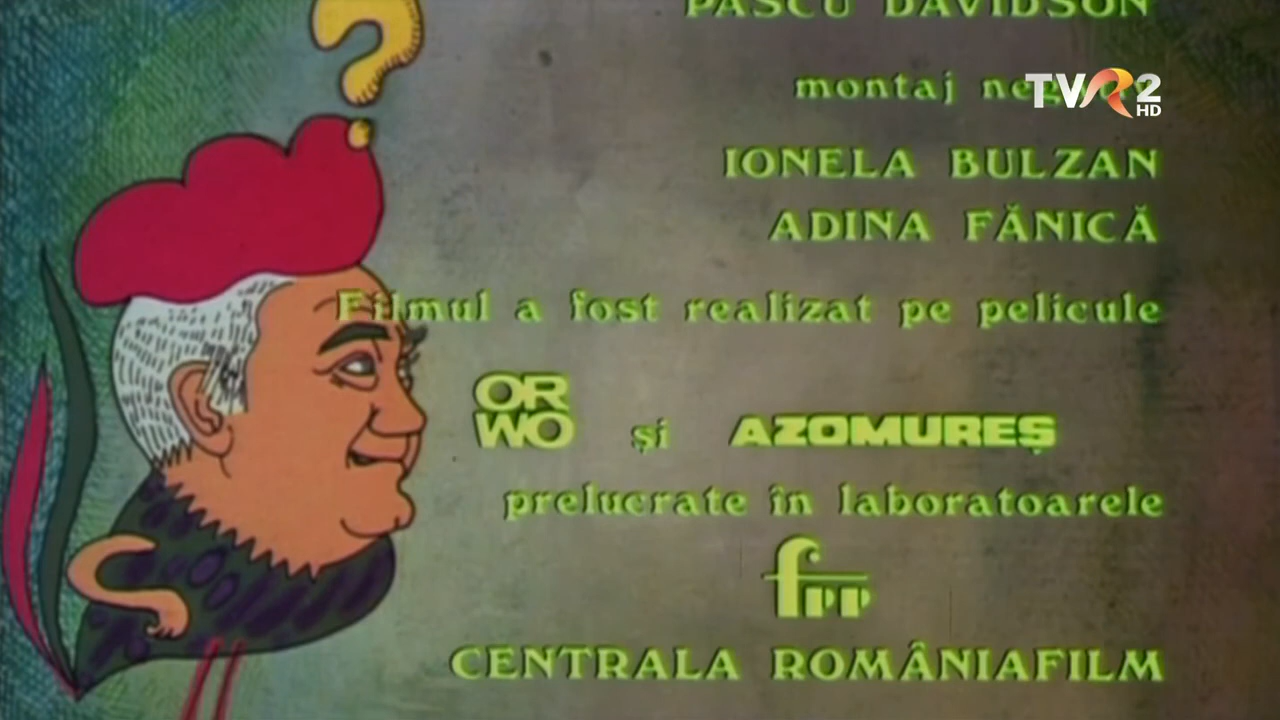 PASCU DAVIDSON
montaj
TVR2
HD
IONELA BULZAN
ADINA FĂNICĂ
Filmul a fost realizat pe pelicule
ORWO și AZOMUREȘ
prelucrate în laboratoarele
CENTRALA ROMÂNIAFILM